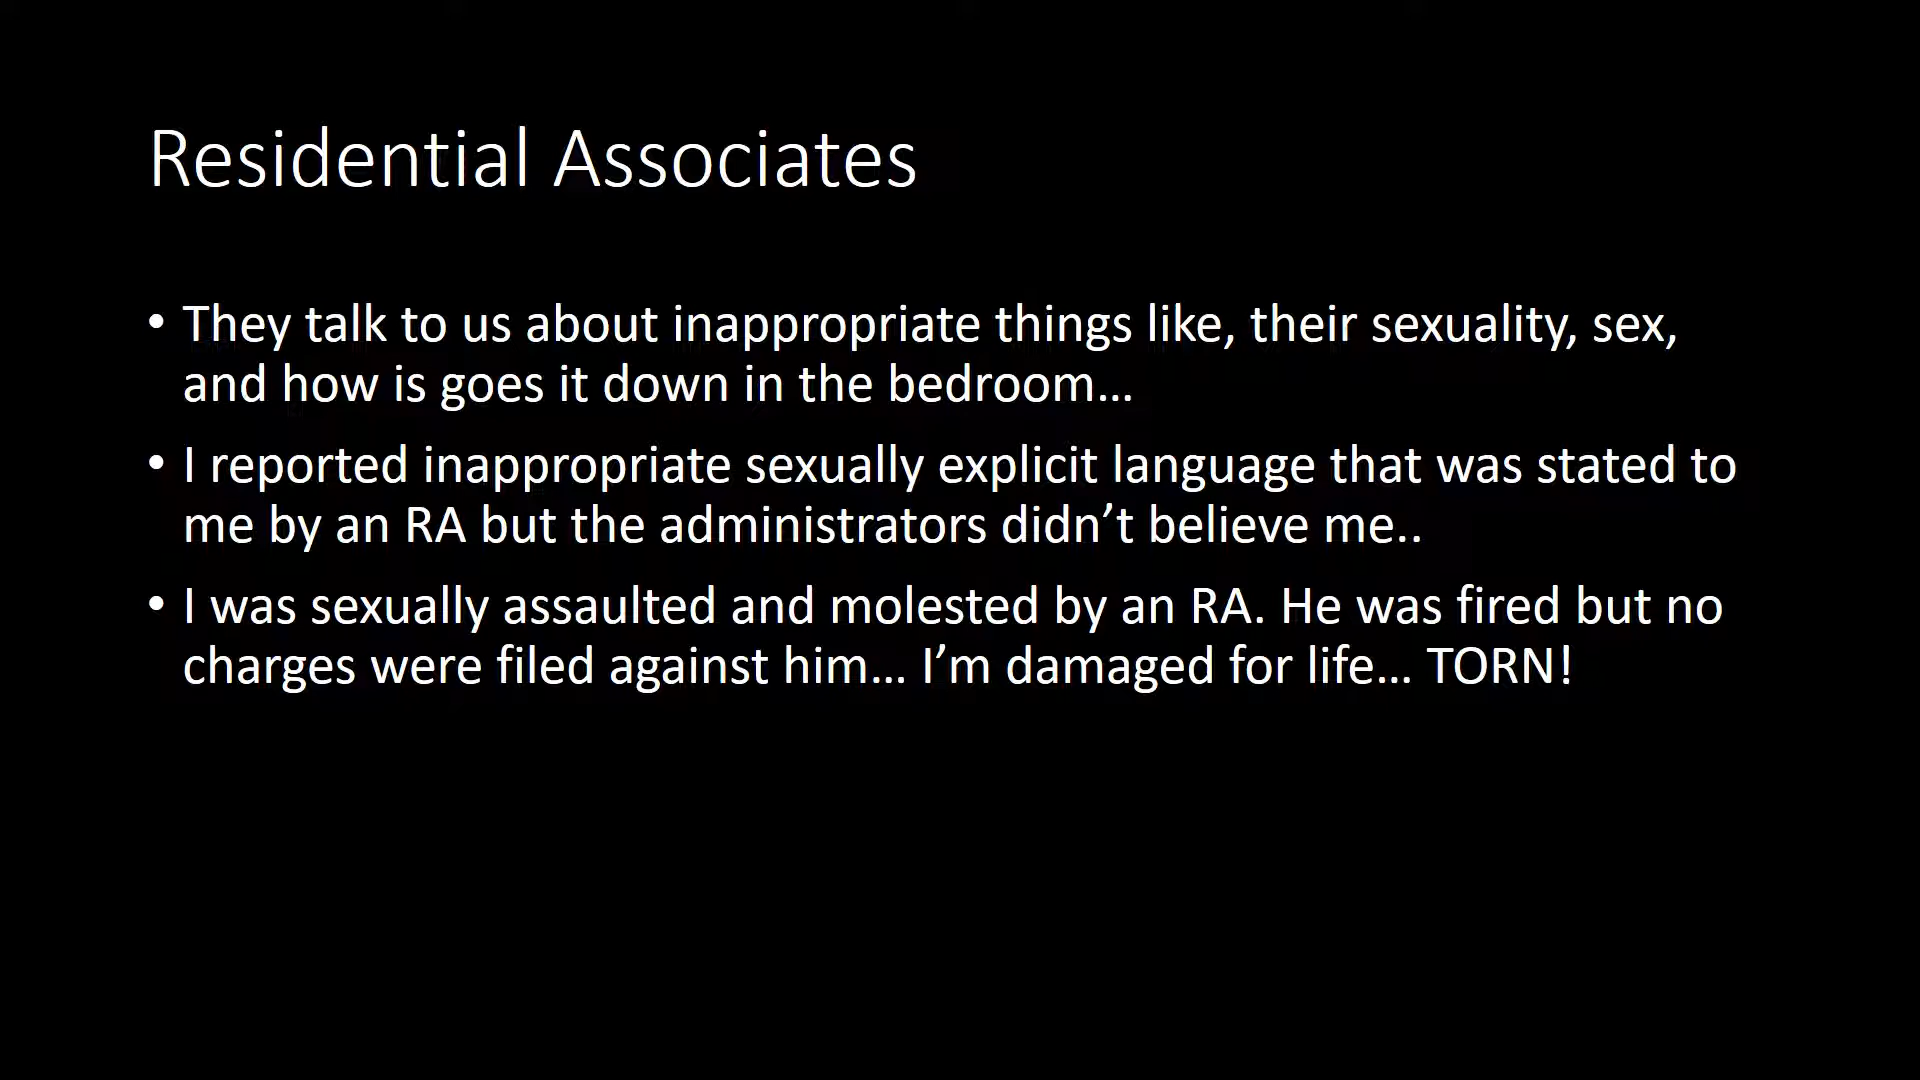 Residential Associates
• They talk to us about inappropriate things like, their sexuality, sex,
and how is goes it down in the bedroom…
• I reported inappropriate sexually explicit language that was stated to
me by an RA but the administrators didn’t believe me..
• I was sexually assaulted and molested by an RA. He was fired but no
charges were filed against him… I’m damaged for life… TORN!